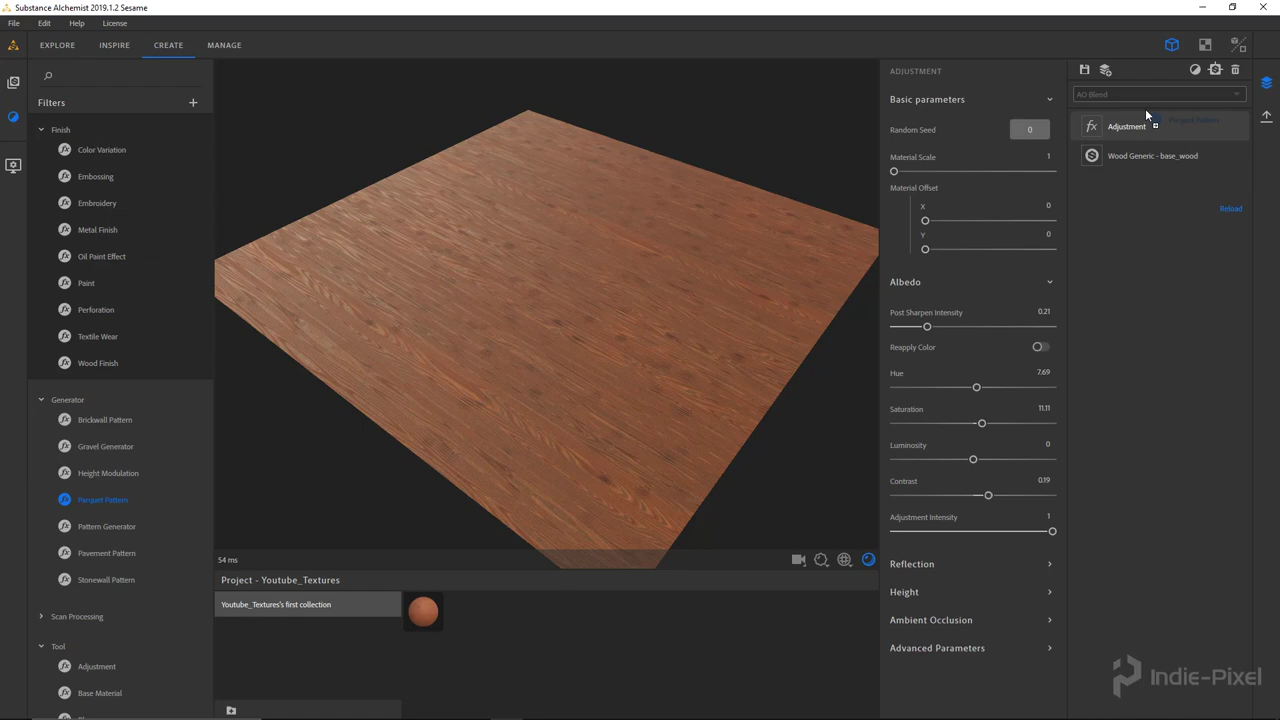 Substance Alchemist 2019.1.2 Sesame
File Edit Help License
EXPLORE INSPIRE CREATE MANAGE
Filters
Finish
Color Variation
Embossing
Embroidery
Metal Finish
Oil Paint Effect
Paint
Perforation
Textile Wear
Wood Finish
Generator
Brickwall Pattern
Gravel Generator
Height Modulation
Parquet Pattern
Pattern Generator
Pavement Pattern
Stonewall Pattern
Scan Processing
Tool
Adjustment
Base Material
54 ms
Project - Youtube_Textures
Youtube_Textures's first collection
ADJUSTMENT
Basic parameters
Random Seed 0
Material Scale 1
Material Offset
X 0
Y 0
Albedo
Post Sharpen Intensity 0.21
Reapply Color
Hue 7.69
Saturation 11.11
Luminosity 0
Contrast 0.19
Adjustment Intensity 1
Reflection
Height
Ambient Occlusion
Advanced Parameters
AO Blend
Parquet Pattern
Adjustment
Wood Generic - base_wood
Reload
Indie-Pixel